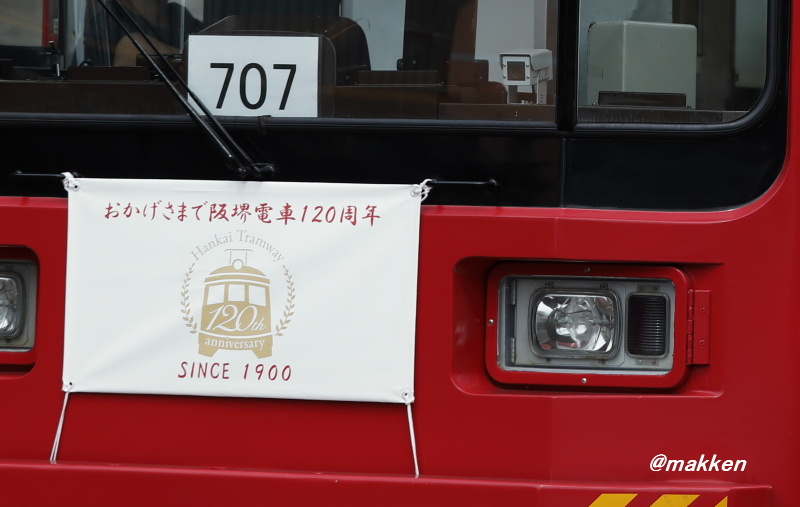 707
おかげさまで阪堺電車120周年
Hankai Tramway
120th
anniversary
SINCE 1900
@makken